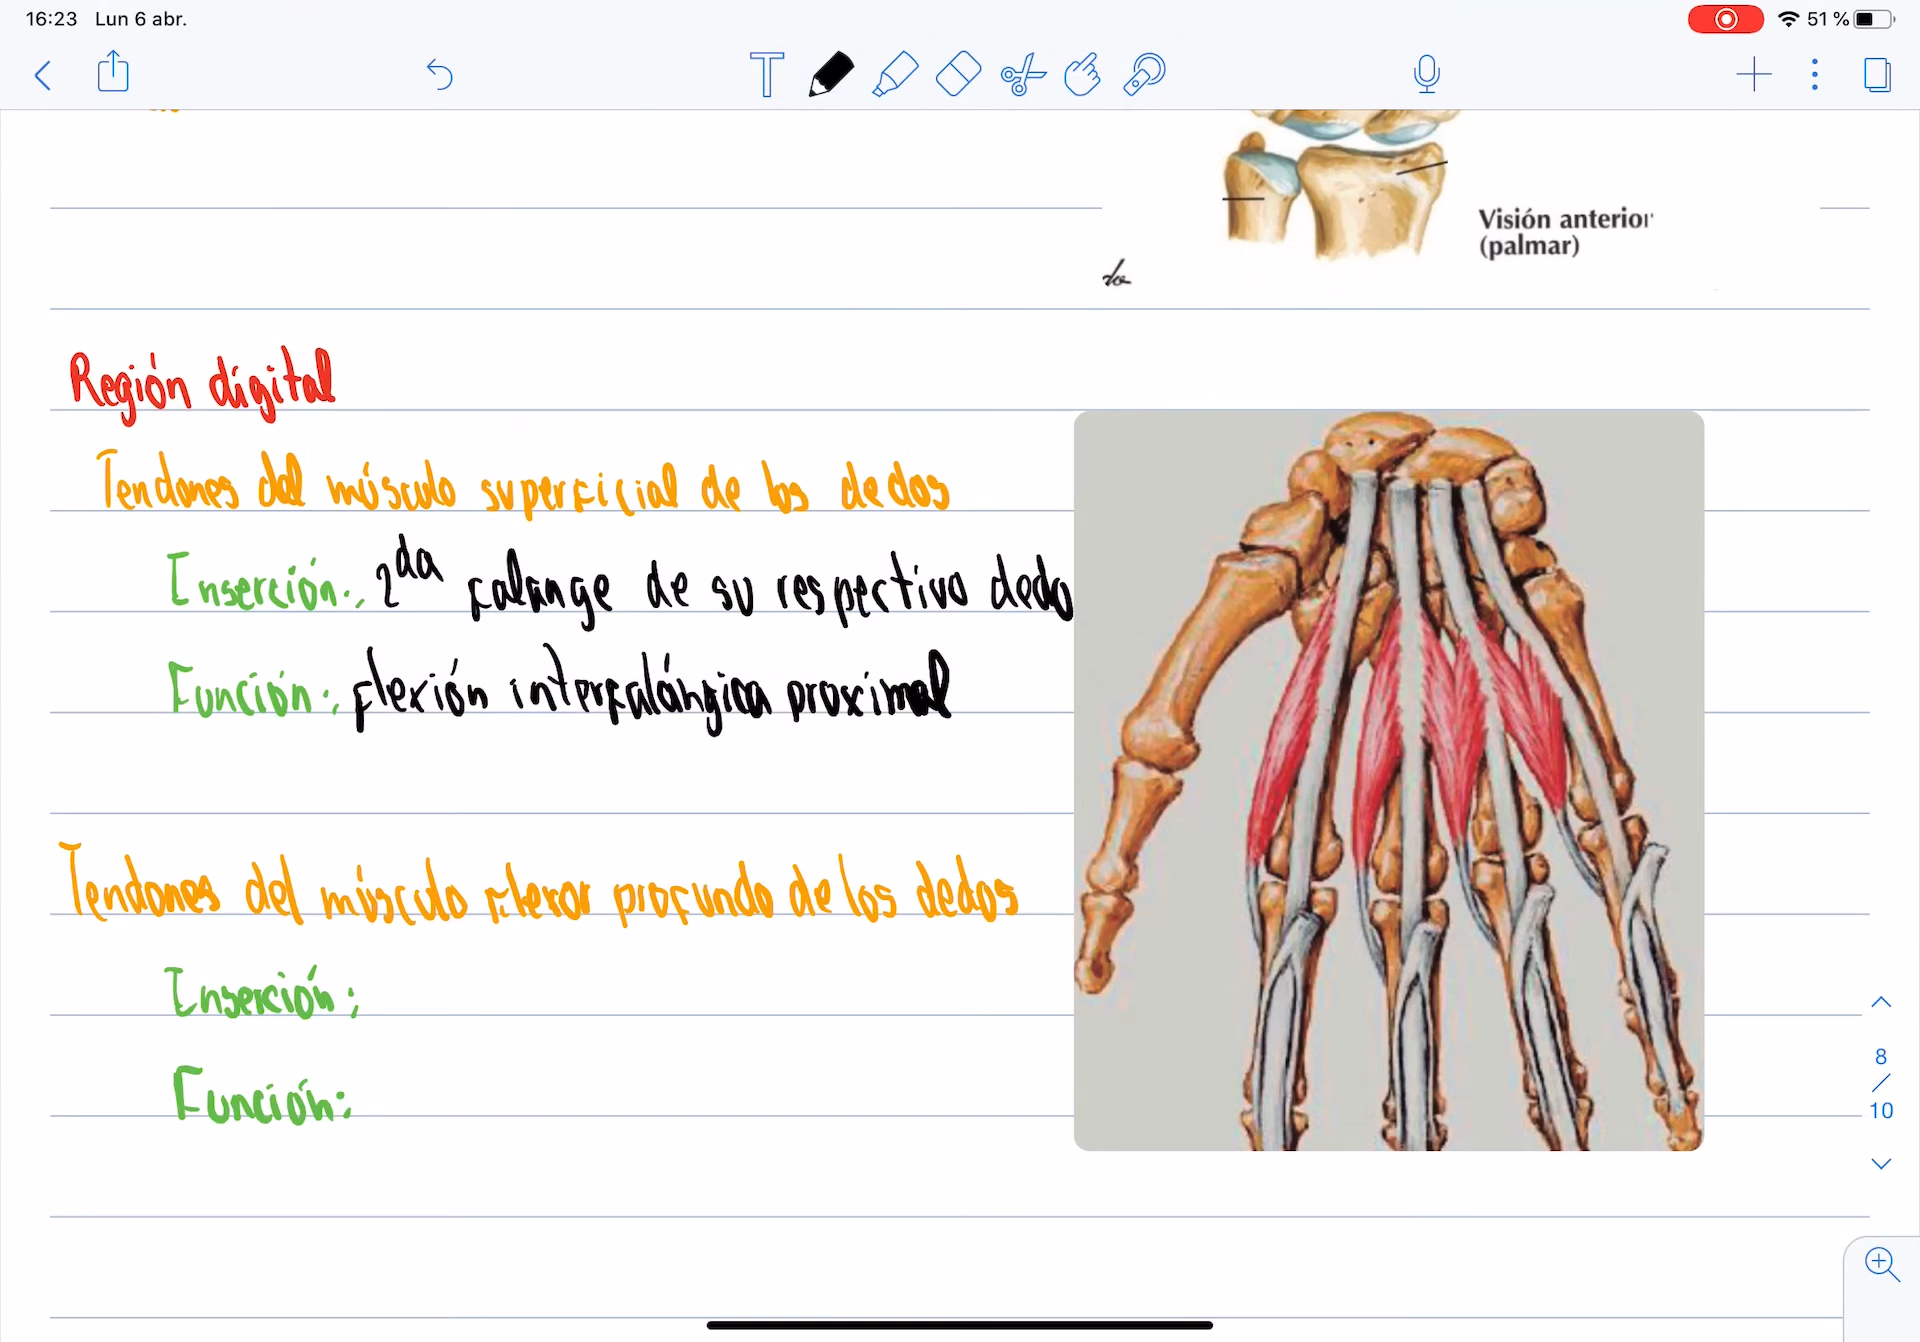 16:23 Lun 6 abr.
51 %
T
Visión anterior
(palmar)
Región digital
Tendones del músculo superficial de los dedos
Inserción: 2da falange de su respectivo dedo
Función: flexión interfalángica proximal
Tendones del músculo flexor profundo de los dedos
Inserción:
Función:
8
/
10